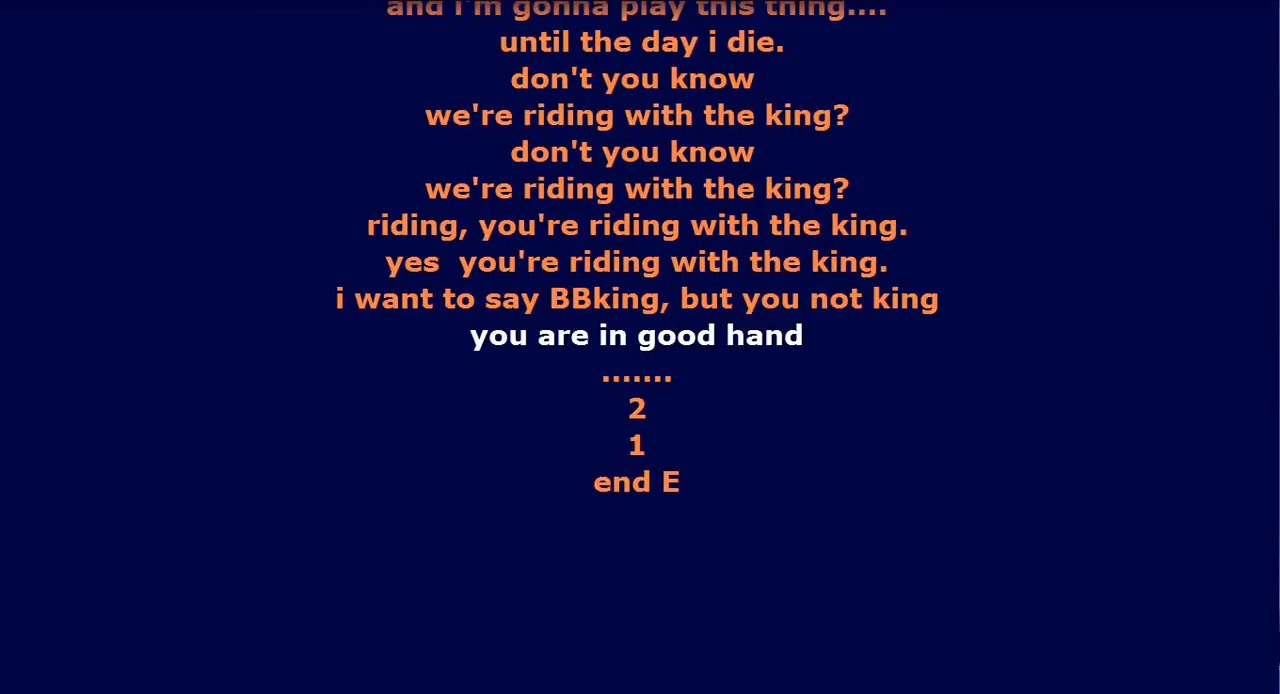 and i'm gonna play this thing....
until the day i die.
don't you know
we're riding with the king?
don't you know
we're riding with the king?
riding, you're riding with the king.
yes  you're riding with the king.
i want to say BBking, but you not king
you are in good hand
.......
2
1
end E